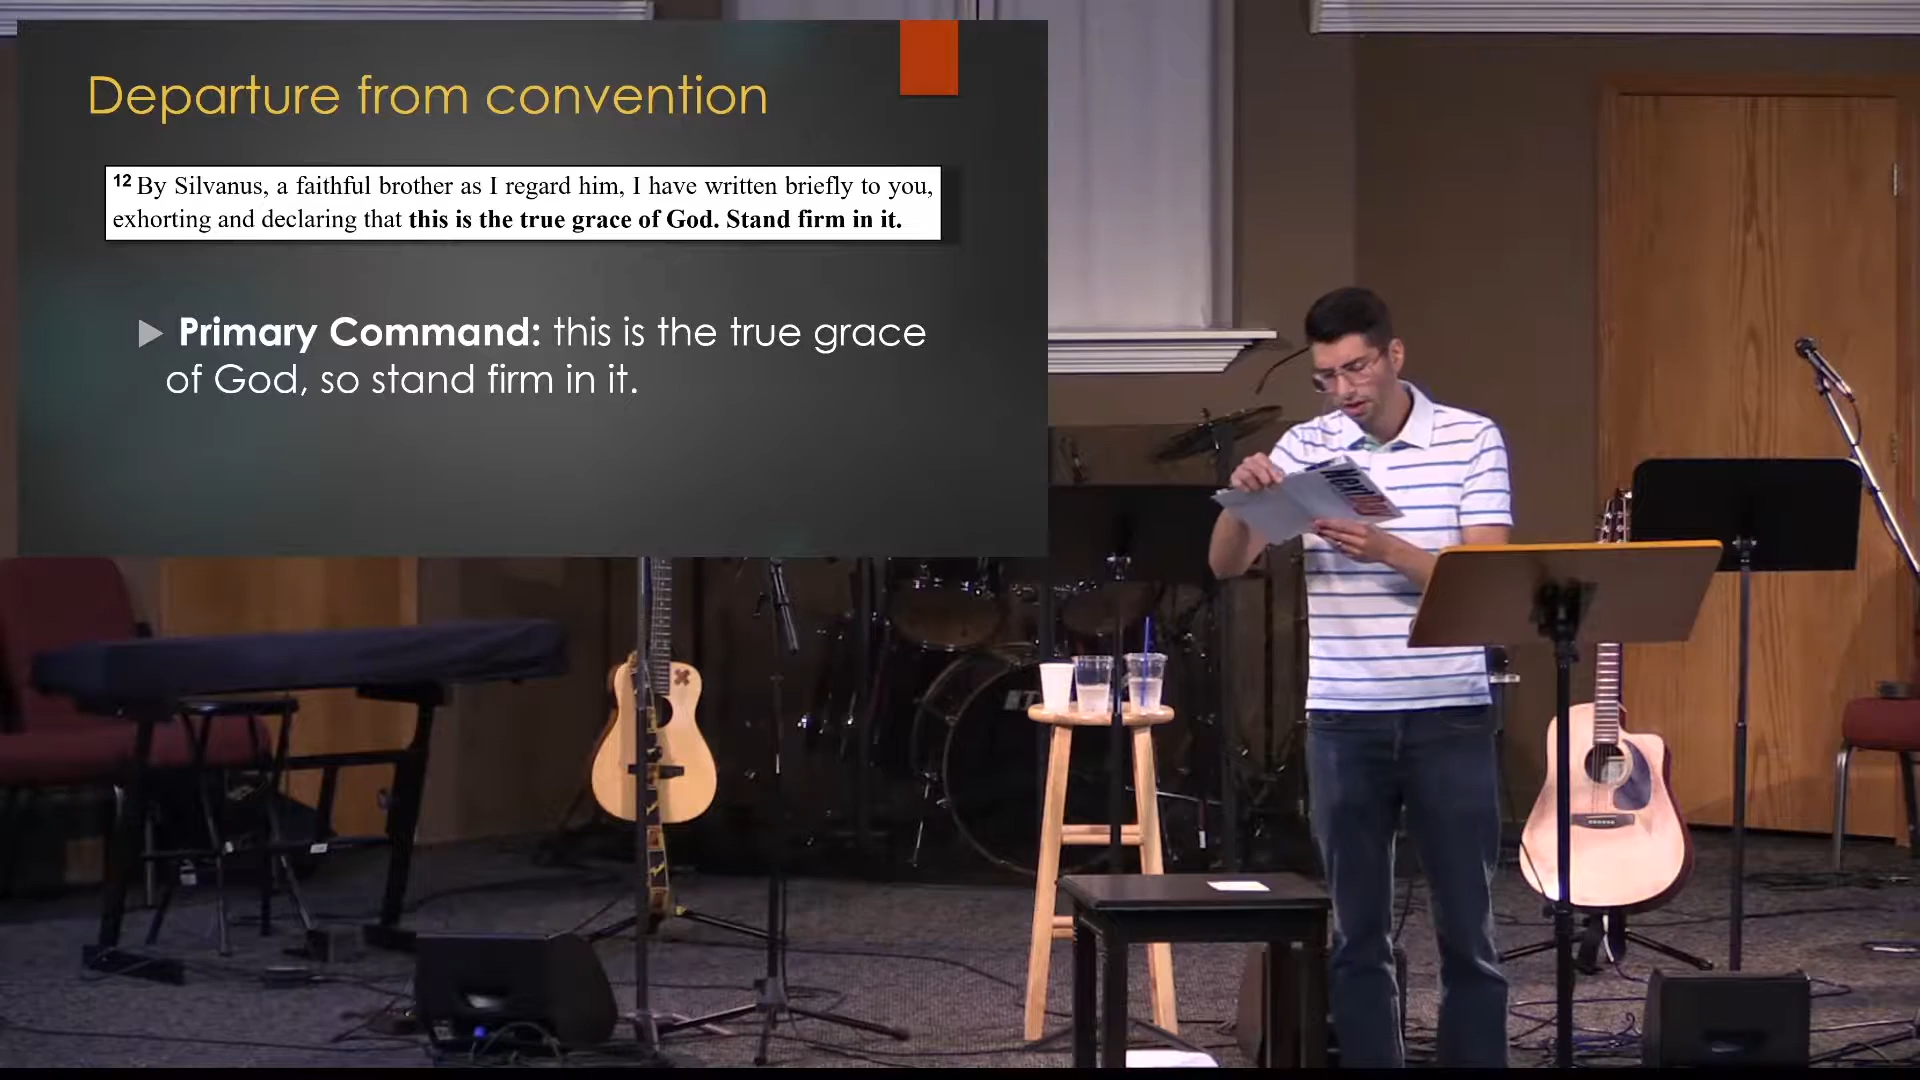 Departure from convention
12 By Silvanus, a faithful brother as I regard him, I have written briefly to you,
exhorting and declaring that this is the true grace of God. Stand firm in it.
Primary Command: this is the true grace
of God, so stand firm in it.